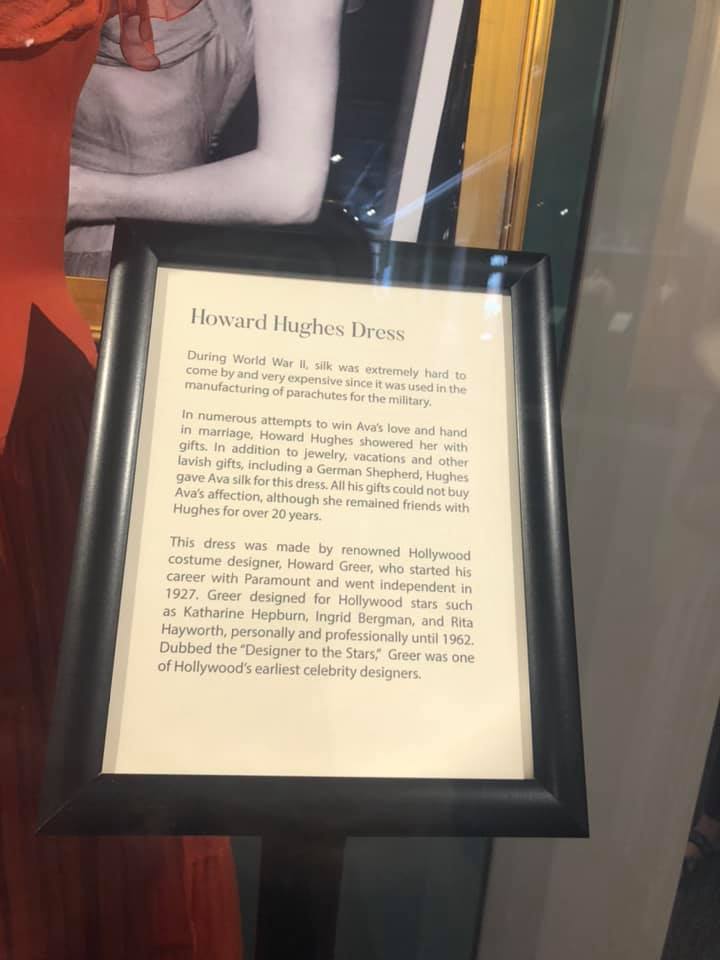 Howard Hughes Dress
During World War II, silk was extremely hard to
come by and very expensive since it was used in the
manufacturing of parachutes for the military.
In numerous attempts to win Ava's love and hand
in marriage, Howard Hughes showered her with
gifts. In addition to jewelry, vacations and other
lavish gifts, including a German Shepherd, Hughes
gave Ava silk for this dress. All his gifts could not buy
Ava's affection, although she remained friends with
Hughes for over 20 years.
This dress was made by renowned Hollywood
costume designer, Howard Greer, who started his
career with Paramount and went independent in
1927. Greer designed for Hollywood stars such
as Katharine Hepburn, Ingrid Bergman, and Rita
Hayworth, personally and professionally until 1962.
Dubbed the "Designer to the Stars," Greer was one
of Hollywood's earliest celebrity designers.